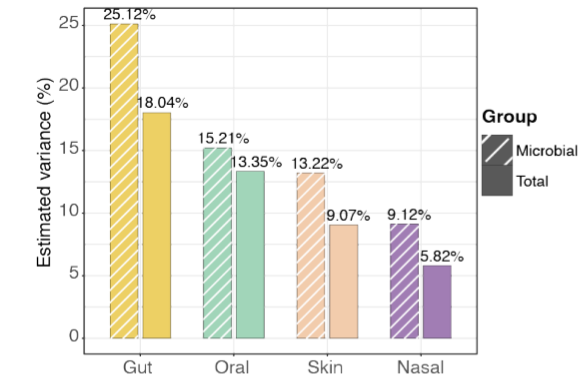 Estimated variance (%)
25
20
15
10
5
0
25.12%
18.04%
15.21%
13.35%
13.22%
9.07%
9.12%
5.82%
Gut
Oral
Skin
Nasal
Group
Microbial
Total